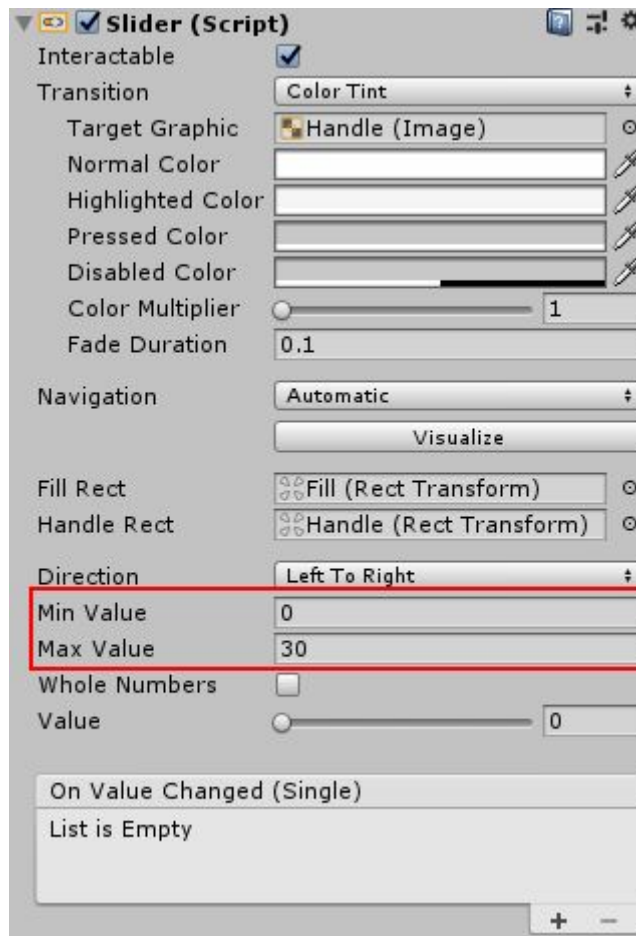 Slider (Script)
Interactable
Transition Color Tint
Target Graphic Handle (Image)
Normal Color
Highlighted Color
Pressed Color
Disabled Color
Color Multiplier 1
Fade Duration 0.1
Navigation Automatic
Visualize
Fill Rect Fill (Rect Transform)
Handle Rect Handle (Rect Transform)
Direction Left To Right
Min Value 0
Max Value 30
Whole Numbers
Value 0
On Value Changed (Single)
List is Empty